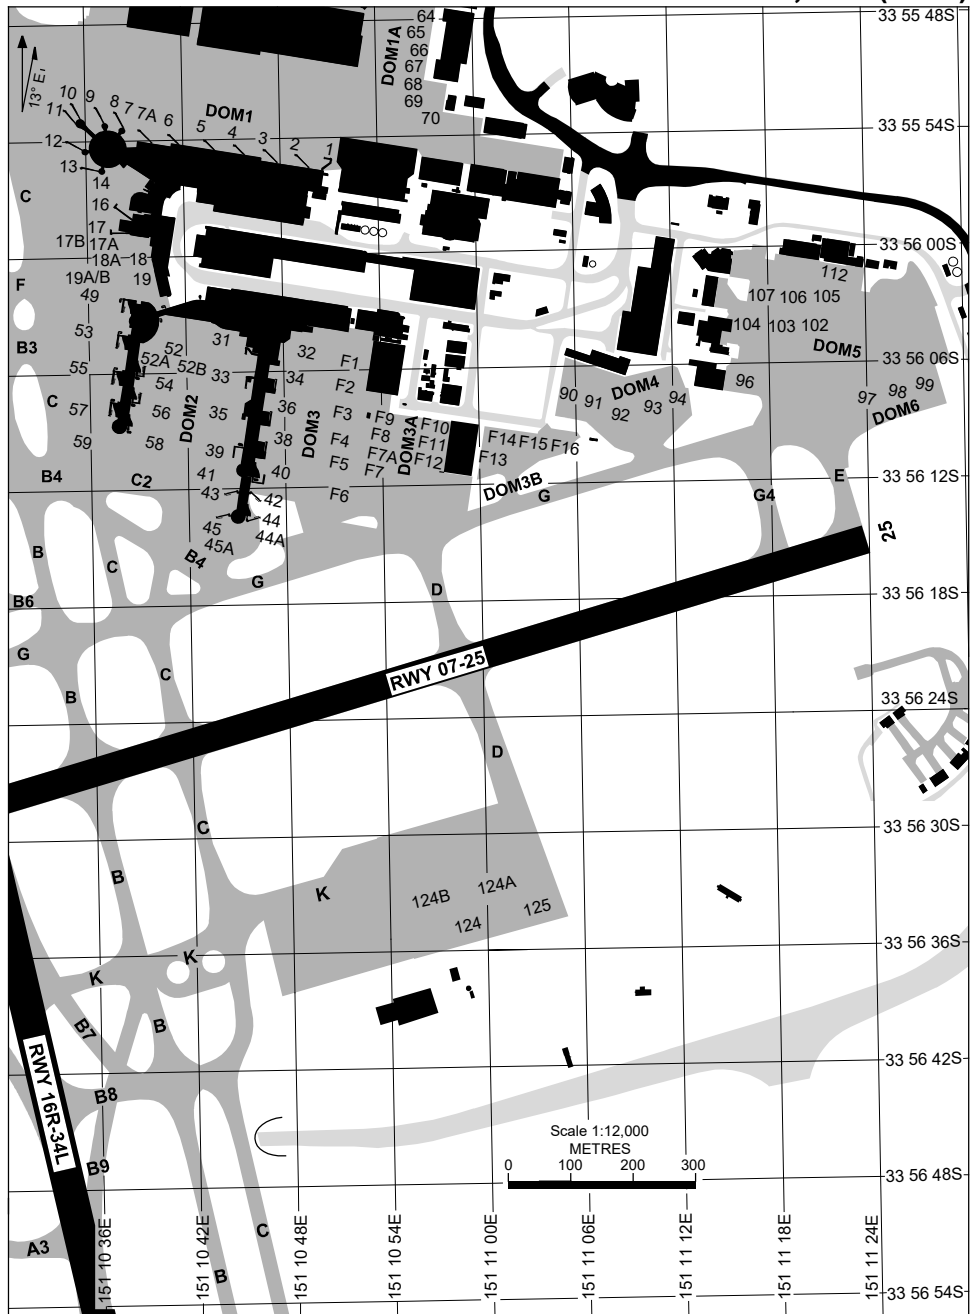 64
33 55 48S
65
66
67
68
69
70
DOM1A
13° E
10
9
8
7
7A
6
DOM1
5
4
3
2
1
11
12
13
14
33 55 54S
C
16
17
17B
17A
18A
18
19A/B
19
33 56 00S
112
F
49
107
106
105
53
104
103
102
DOM5
B3
52
31
32
F1
33 56 06S
52A
52B
55
54
33
34
F2
96
DOM4
90
91
92
93
94
97
98
99
DOM6
C
57
56
DOM2
35
36
DOM3
F3
F9
F10
59
58
39
38
F4
F8
DOM3A
F11
F14
F15
F16
F7A
F12
F13
F5
F7
B4
C2
41
40
DOM3B
33 56 12S
43
42
F6
G
G4
E
45
44
45A
44A
25
B
C
B4
G
D
33 56 18S
B6
G
C
RWY 07-25
B
33 56 24S
D
C
33 56 30S
B
K
124B
124A
124
125
33 56 36S
K
K
B7
B
33 56 42S
RWY 16R-34L
B8
Scale 1:12,000
METRES
0 100 200 300
B9
33 56 48S
A3
C
B
151 10 36E
151 10 42E
151 10 48E
151 10 54E
151 11 00E
151 11 06E
151 11 12E
151 11 18E
151 11 24E
33 56 54S